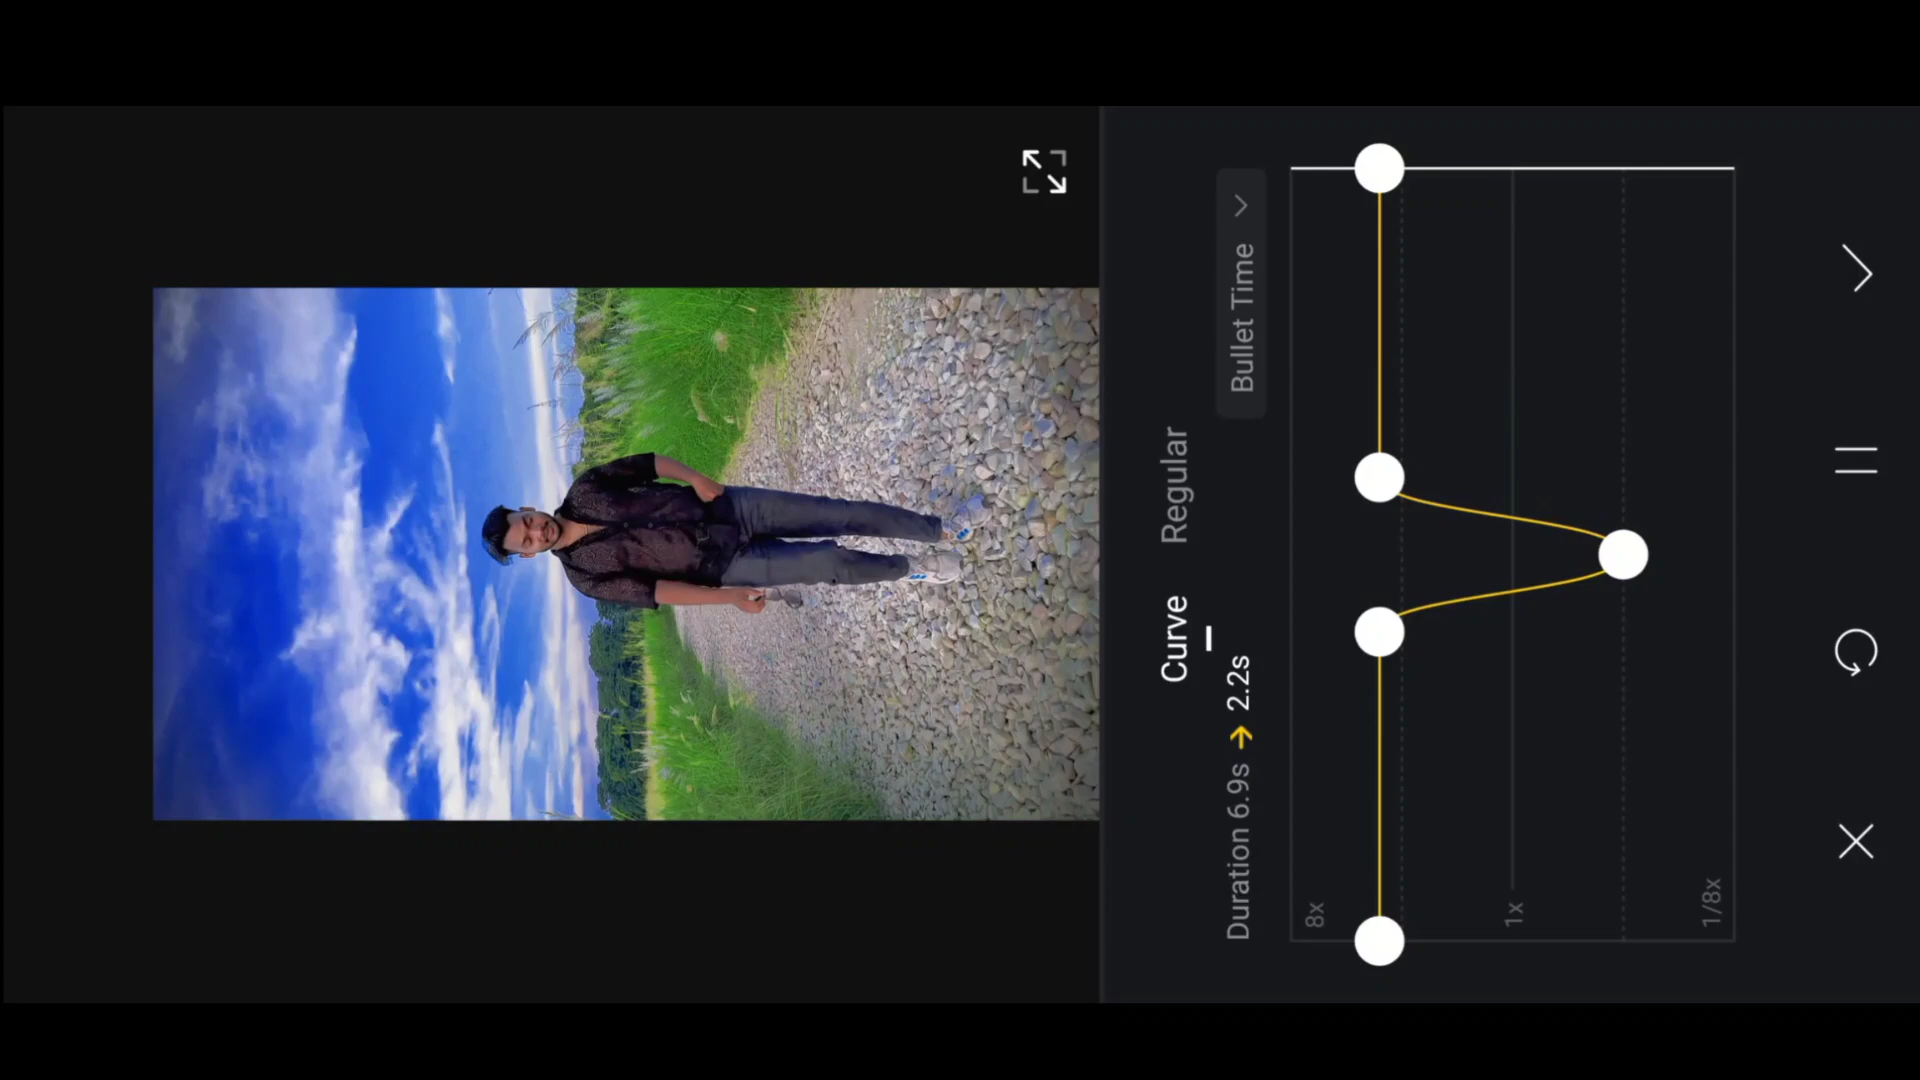 Curve Regular
Duration 6.9s → 2.2s
Bullet Time
8x
1x
1/8x